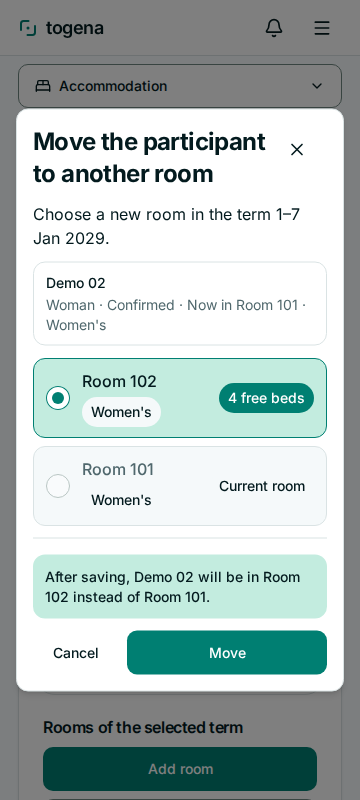 togena
Accommodation
Move the participant
to another room
Choose a new room in the term 1–7
Jan 2029.
Demo 02
Woman · Confirmed · Now in Room 101 ·
Women's
Room 102
Women's
4 free beds
Room 101
Women's
Current room
After saving, Demo 02 will be in Room
102 instead of Room 101.
Cancel
Move
Rooms of the selected term
Add room